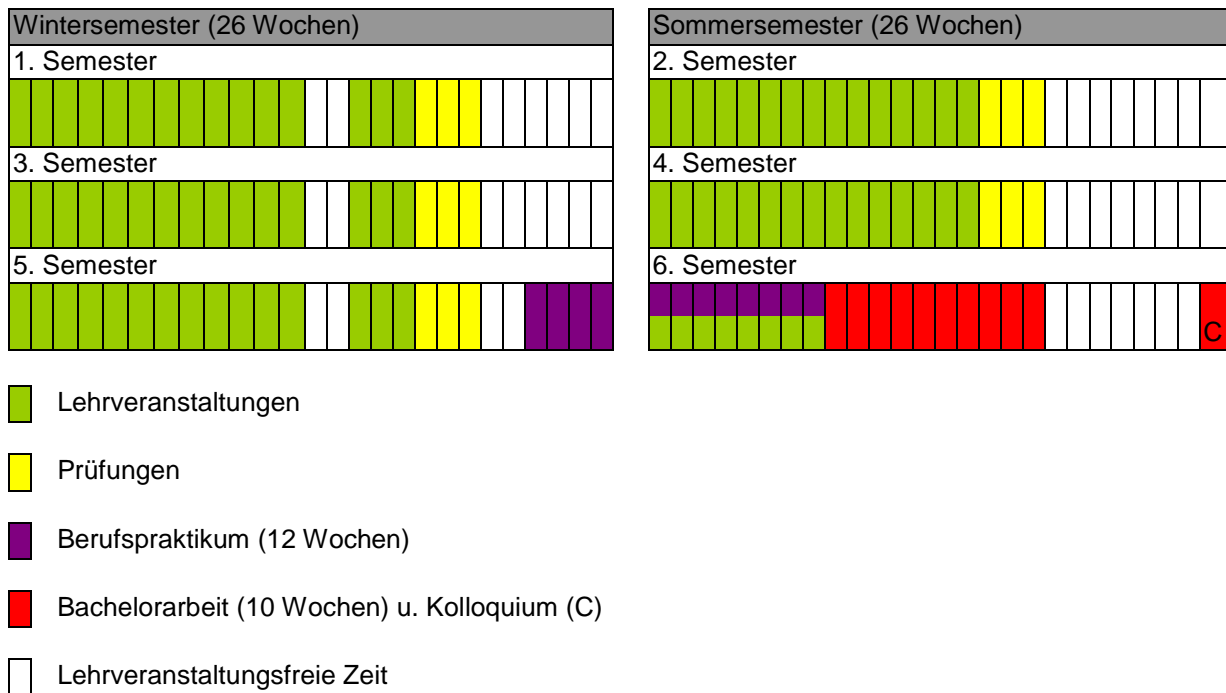 Wintersemester (26 Wochen)
Sommersemester (26 Wochen)
1. Semester
2. Semester
3. Semester
4. Semester
5. Semester
6. Semester
C
Lehrveranstaltungen
Prüfungen
Berufspraktikum (12 Wochen)
Bachelorarbeit (10 Wochen) u. Kolloquium (C)
Lehrveranstaltungsfreie Zeit